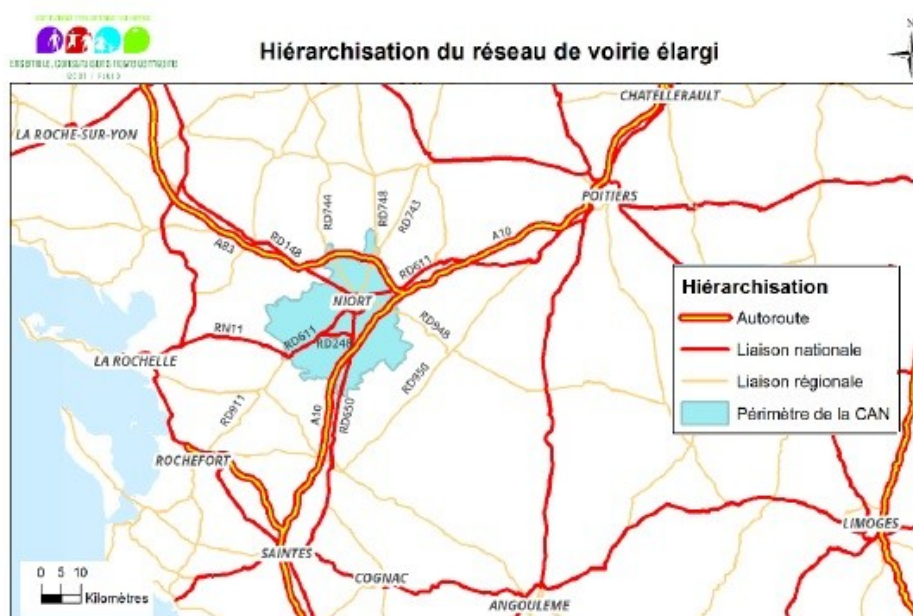 Hiérarchisation du réseau de voirie élargi
CHATELLERAULT
LA ROCHE-SUR-YON
POITIERS
RD744
RD748
RD743
A83
RD148
A10
RD611
NIORT
Hiérarchisation
Autoroute
Liaison nationale
Liaison régionale
Périmètre de la CAN
RN11
RD611
RD248
RD948
LA ROCHELLE
RD950
RD911
A10
RD650
ROCHEFORT
LIMOGES
SAINTES
COGNAC
ANGOULEME
0 5 10
Kilomètres